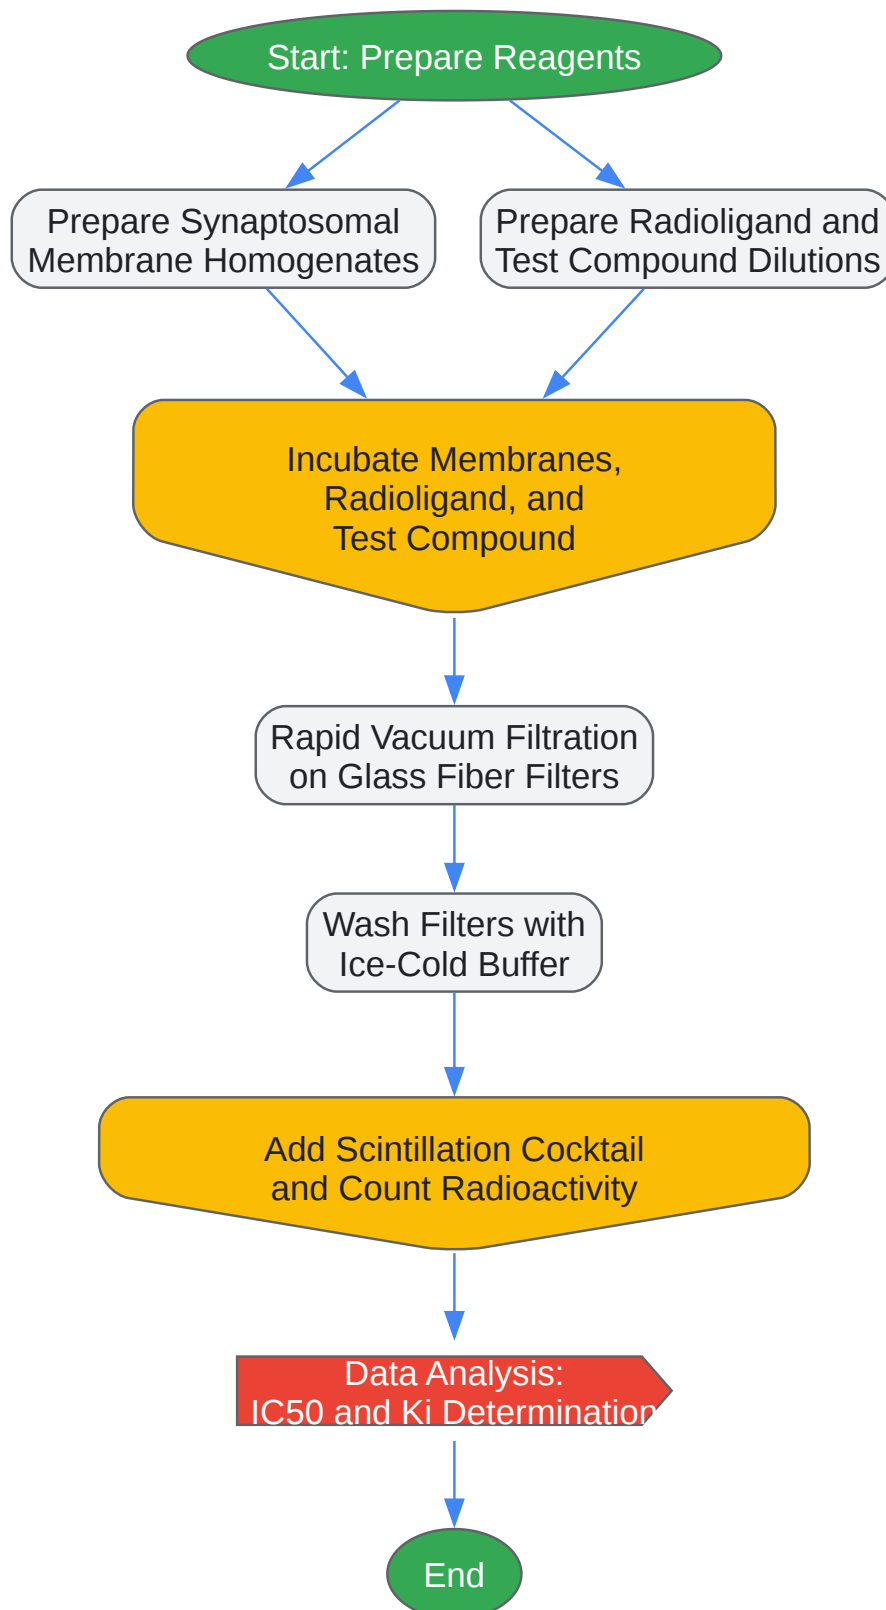 Start: Prepare Reagents
Prepare Synaptosomal
Membrane Homogenates
Prepare Radioligand and
Test Compound Dilutions
Incubate Membranes,
Radioligand, and
Test Compound
Rapid Vacuum Filtration
on Glass Fiber Filters
Wash Filters with
Ice-Cold Buffer
Add Scintillation Cocktail
and Count Radioactivity
Data Analysis:
IC50 and Ki Determination
End